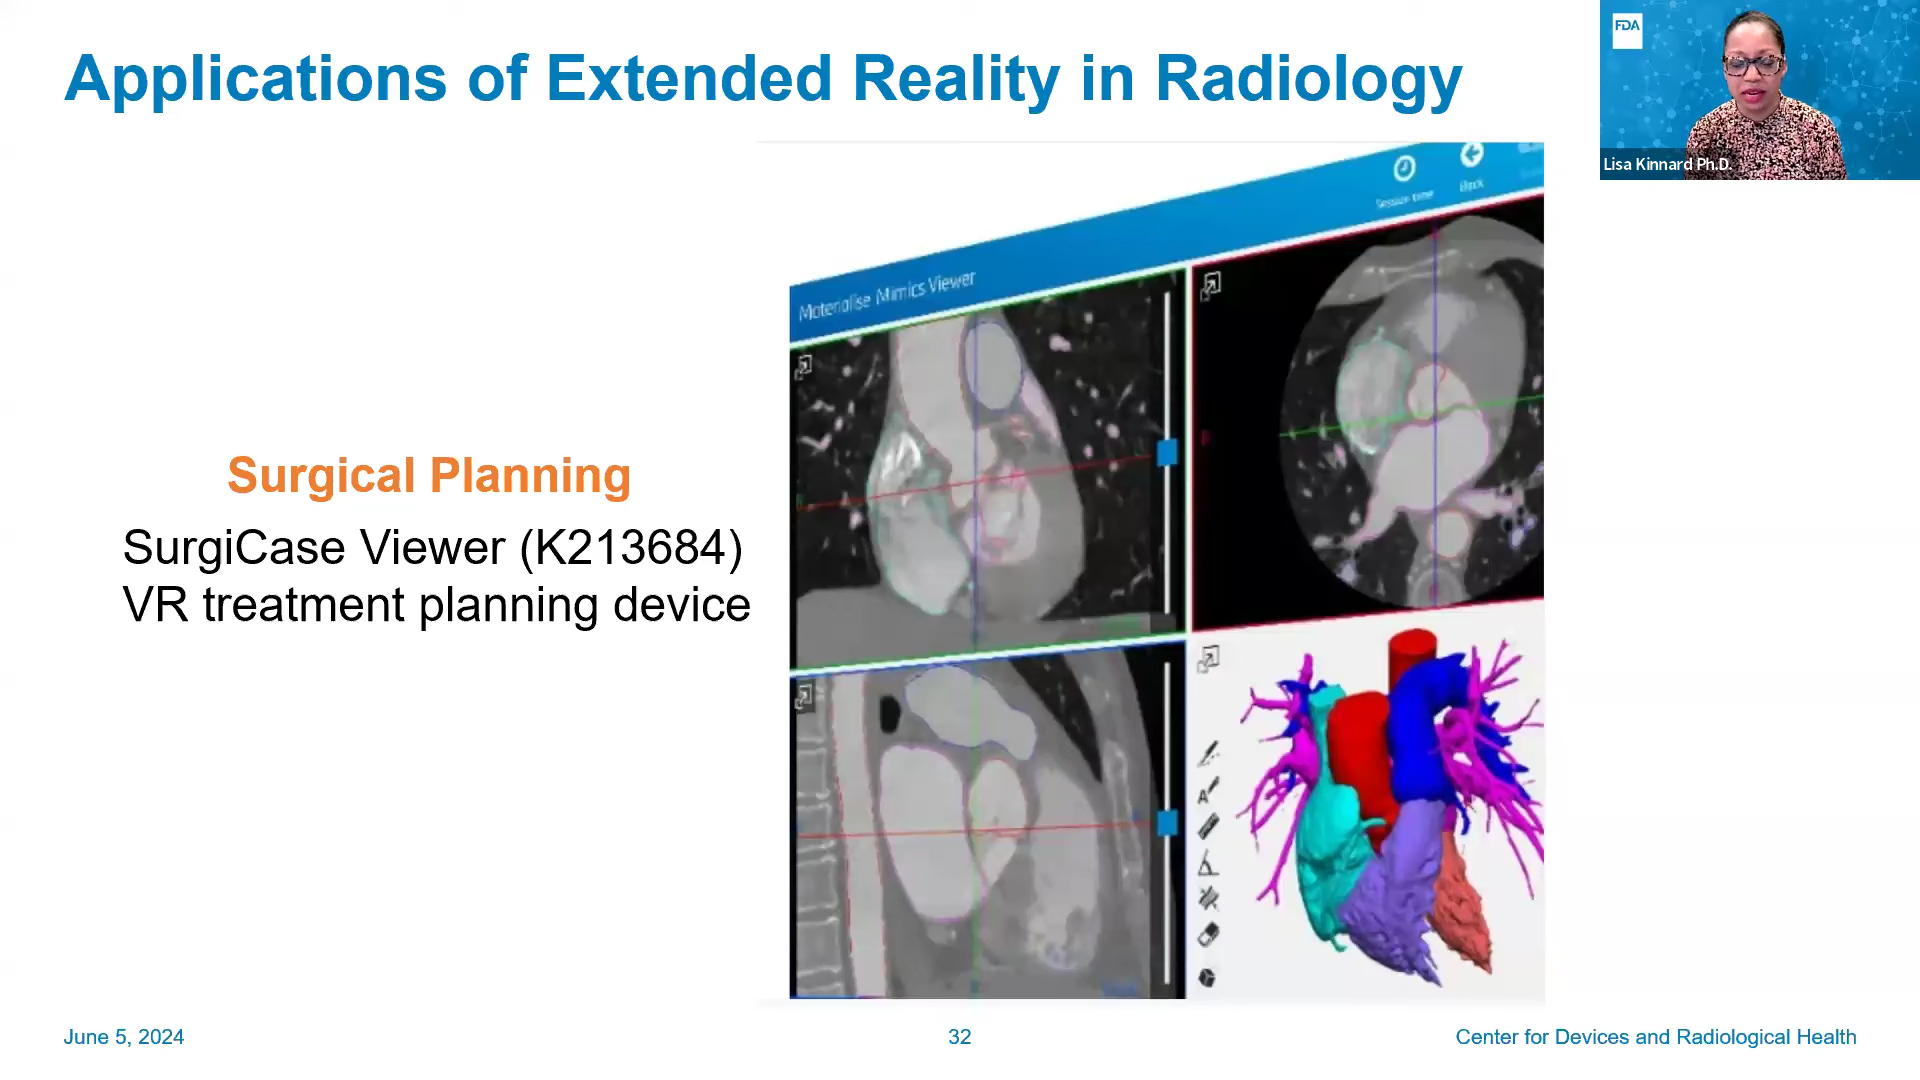 Applications of Extended Reality in Radiology
FDA
Lisa Kinnard Ph.D.
Session time
Back
Materialise Mimics Viewer
Surgical Planning
SurgiCase Viewer (K213684)
VR treatment planning device
A
June 5, 2024
32
Center for Devices and Radiological Health